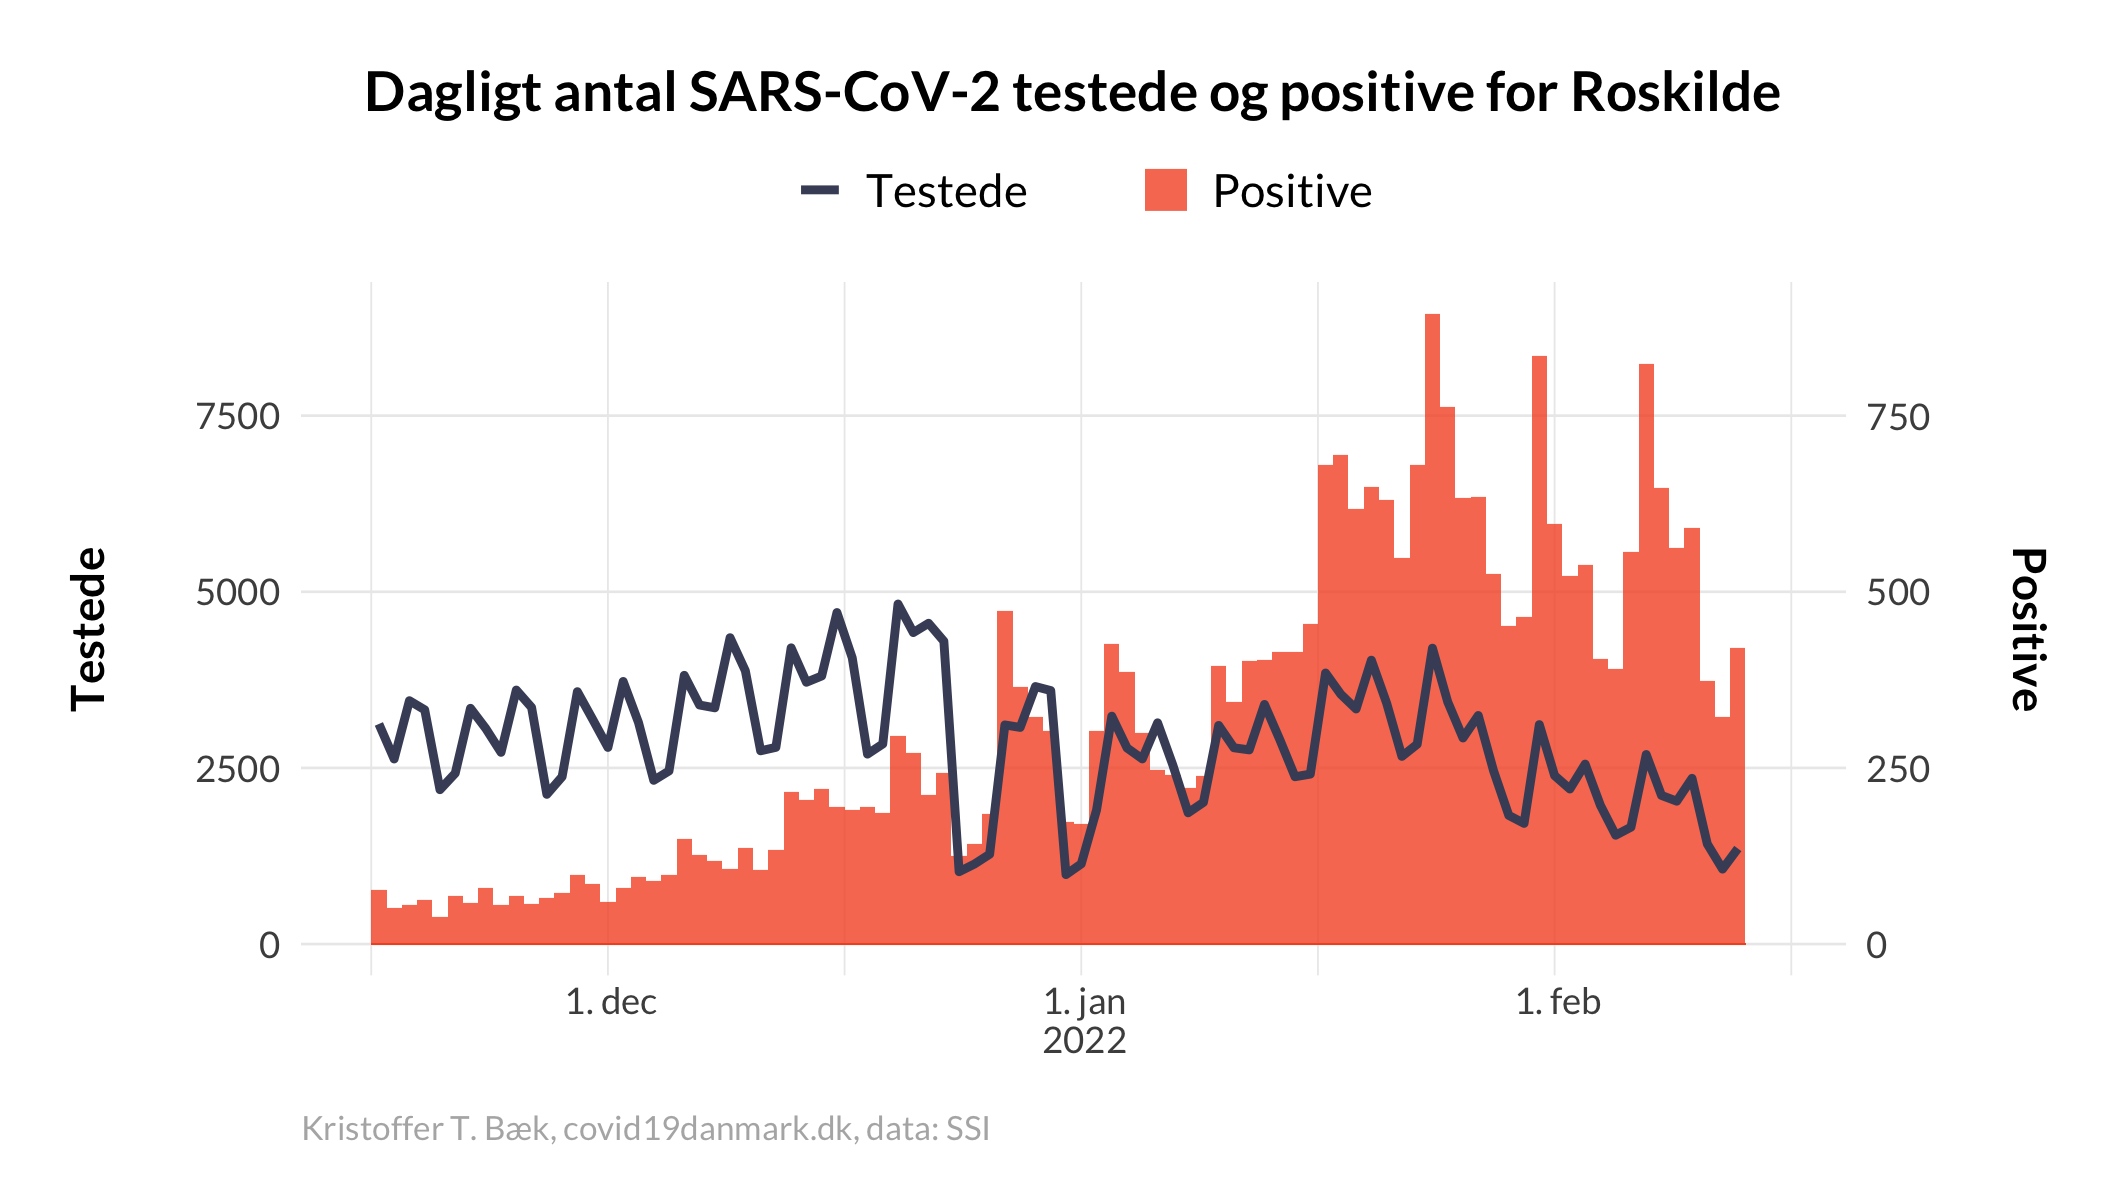 Dagligt antal SARS-CoV-2 testede og positive for Roskilde
Testede
Positive
Testede
7500
5000
2500
0
750
500
250
0
Positive
1. dec
1. jan
2022
1. feb
Kristoffer T. Bæk, covid19danmark.dk, data: SSI